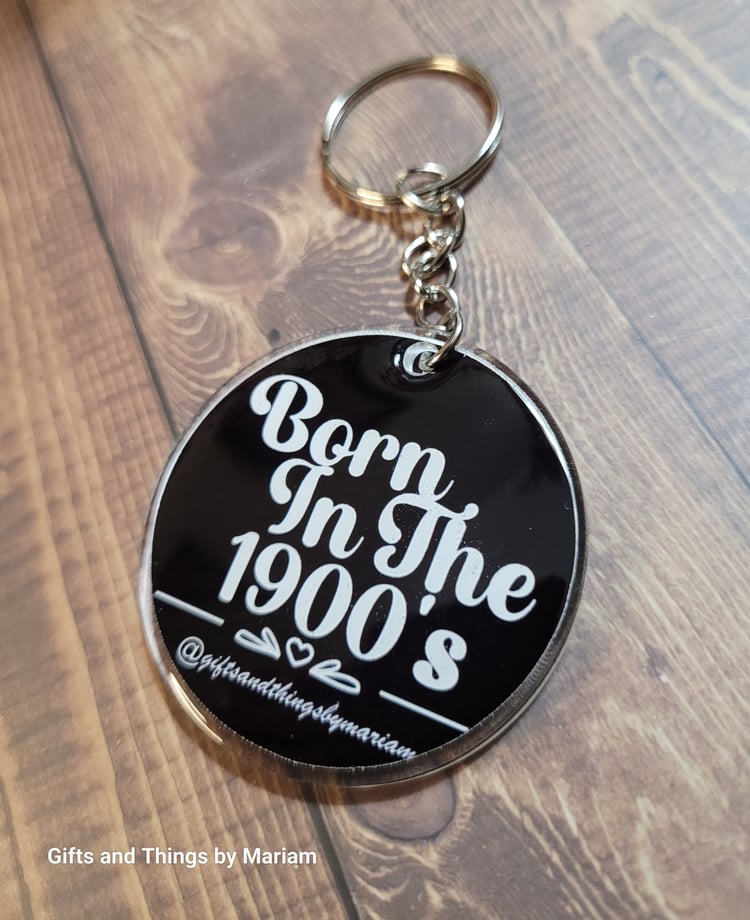 Born
In The
1900's
@giftsandthingsbymariam
Gifts and Things by Mariam